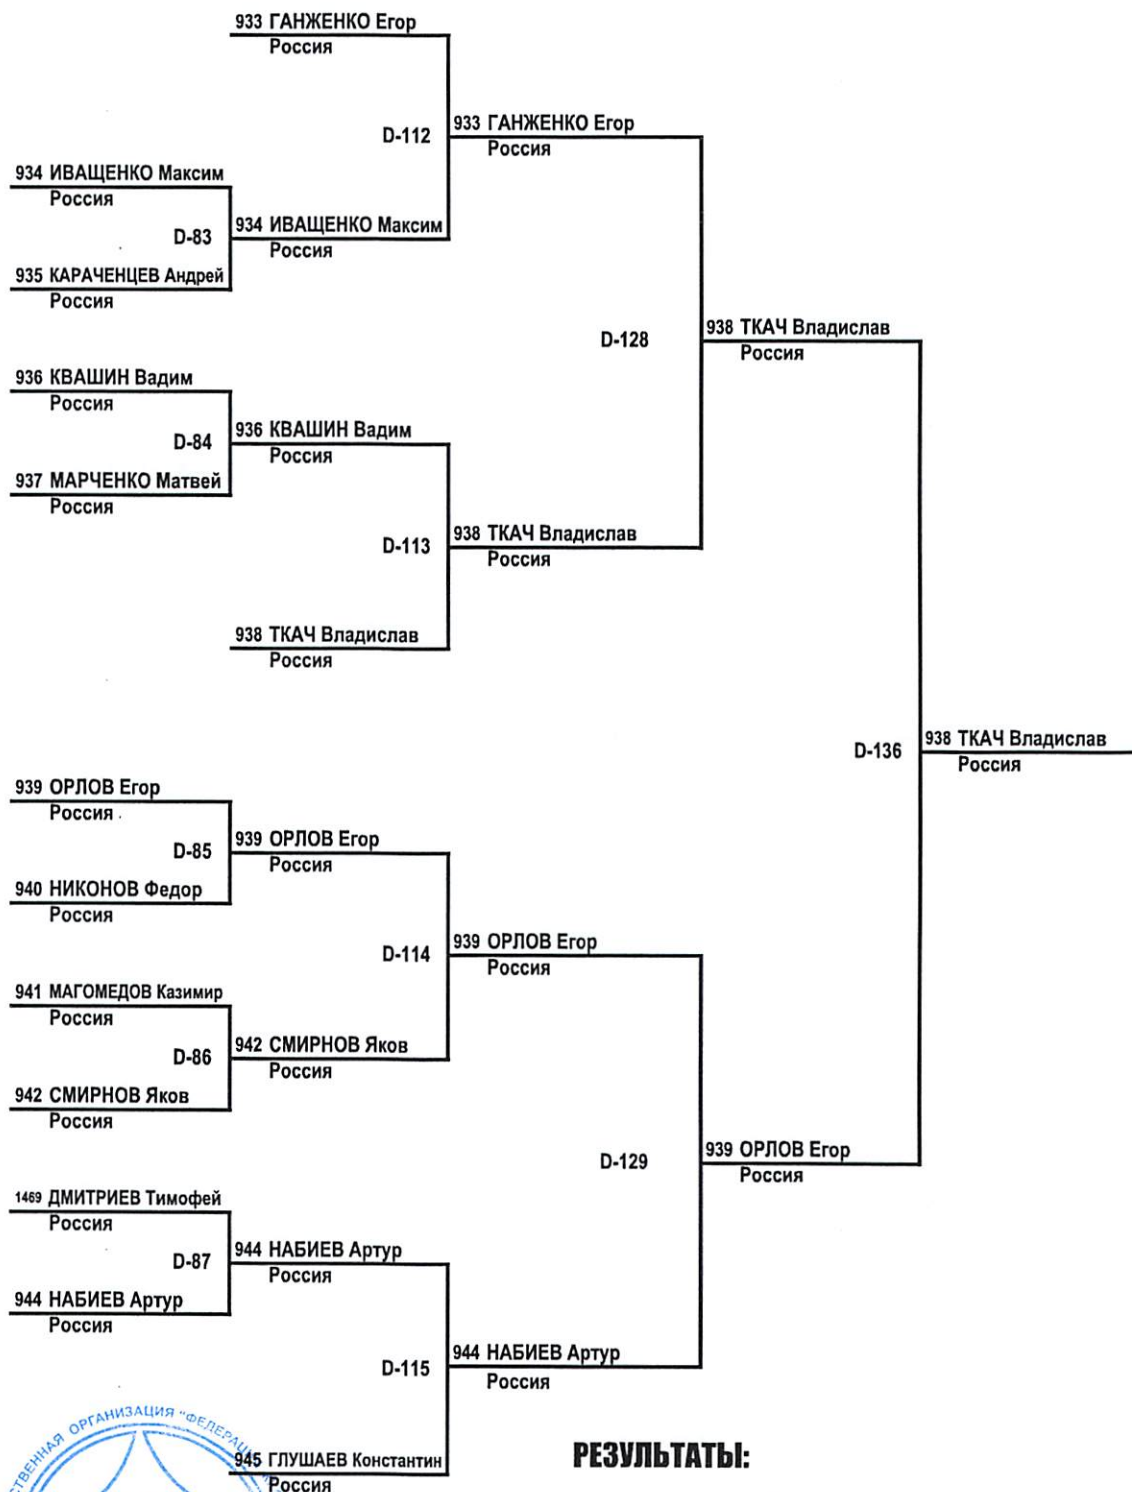 933 ГАНЖЕНКО Егор
Россия
D-112
933 ГАНЖЕНКО Егор
Россия
934 ИВАЩЕНКО Максим
Россия
D-83
934 ИВАЩЕНКО Максим
Россия
935 КАРАЧЕНЦЕВ Андрей
Россия
D-128
938 ТКАЧ Владислав
Россия
936 КВАШИН Вадим
Россия
D-84
936 КВАШИН Вадим
Россия
937 МАРЧЕНКО Матвей
Россия
D-113
938 ТКАЧ Владислав
Россия
938 ТКАЧ Владислав
Россия
D-136
938 ТКАЧ Владислав
Россия
939 ОРЛОВ Егор
Россия
D-85
939 ОРЛОВ Егор
Россия
940 НИКОНОВ Федор
Россия
D-114
939 ОРЛОВ Егор
Россия
941 МАГОМЕДОВ Казимир
Россия
D-86
942 СМИРНОВ Яков
Россия
942 СМИРНОВ Яков
Россия
D-129
939 ОРЛОВ Егор
Россия
1469 ДМИТРИЕВ Тимофей
Россия
D-87
944 НАБИЕВ Артур
Россия
944 НАБИЕВ Артур
Россия
D-115
944 НАБИЕВ Артур
Россия
945 ГЛУШАЕВ Константин
Россия
РЕЗУЛЬТАТЫ:
ОРГАНИЗАЦИЯ